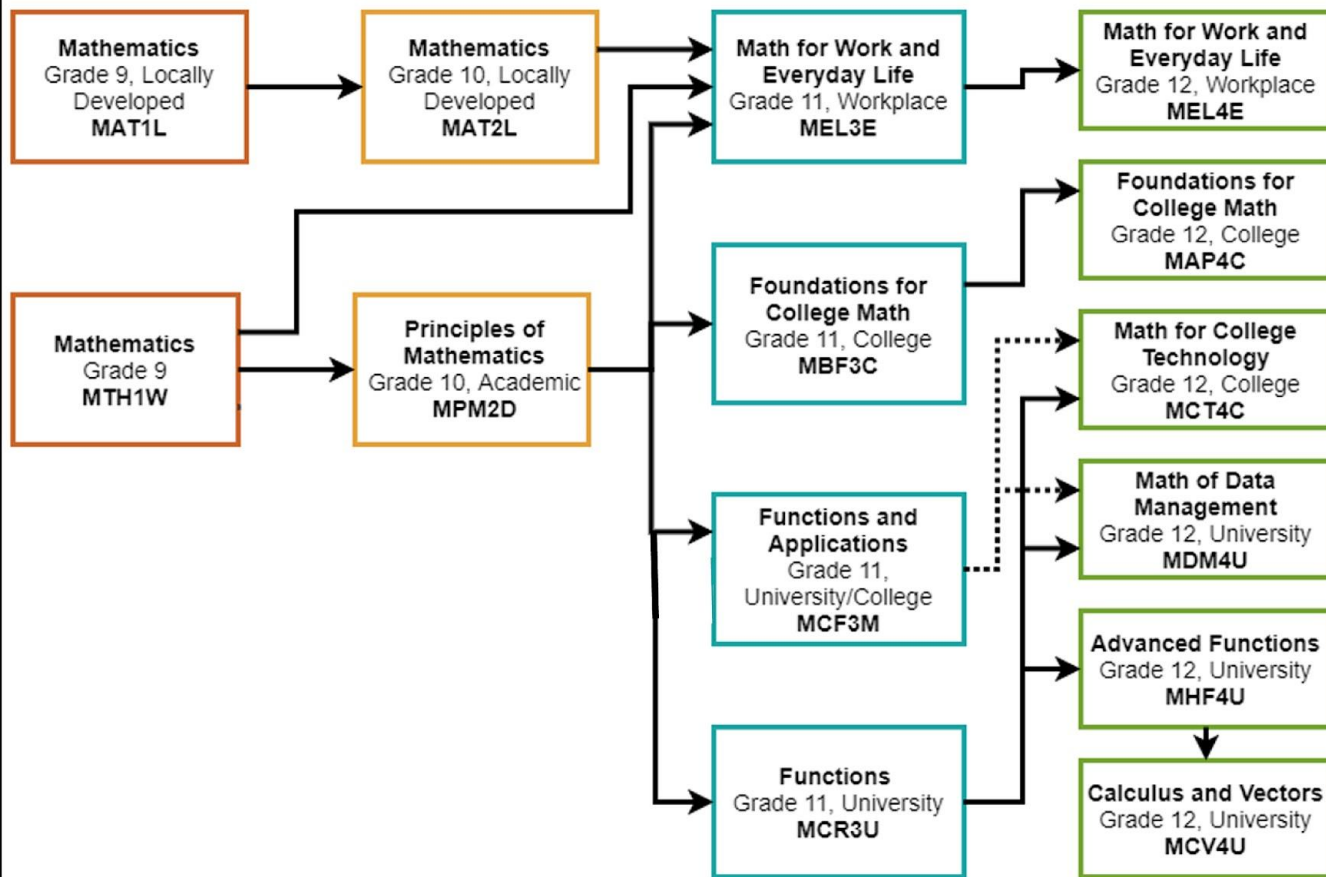 Mathematics
Grade 9, Locally
Developed
MAT1L
Mathematics
Grade 10, Locally
Developed
MAT2L
Math for Work and
Everyday Life
Grade 11, Workplace
MEL3E
Math for Work and
Everyday Life
Grade 12, Workplace
MEL4E
Foundations for
College Math
Grade 12, College
MAP4C
Mathematics
Grade 9
MTH1W
Principles of
Mathematics
Grade 10, Academic
MPM2D
Foundations for
College Math
Grade 11, College
MBF3C
Math for College
Technology
Grade 12, College
MCT4C
Functions and
Applications
Grade 11,
University/College
MCF3M
Math of Data
Management
Grade 12, University
MDM4U
Advanced Functions
Grade 12, University
MHF4U
Functions
Grade 11, University
MCR3U
Calculus and Vectors
Grade 12, University
MCV4U